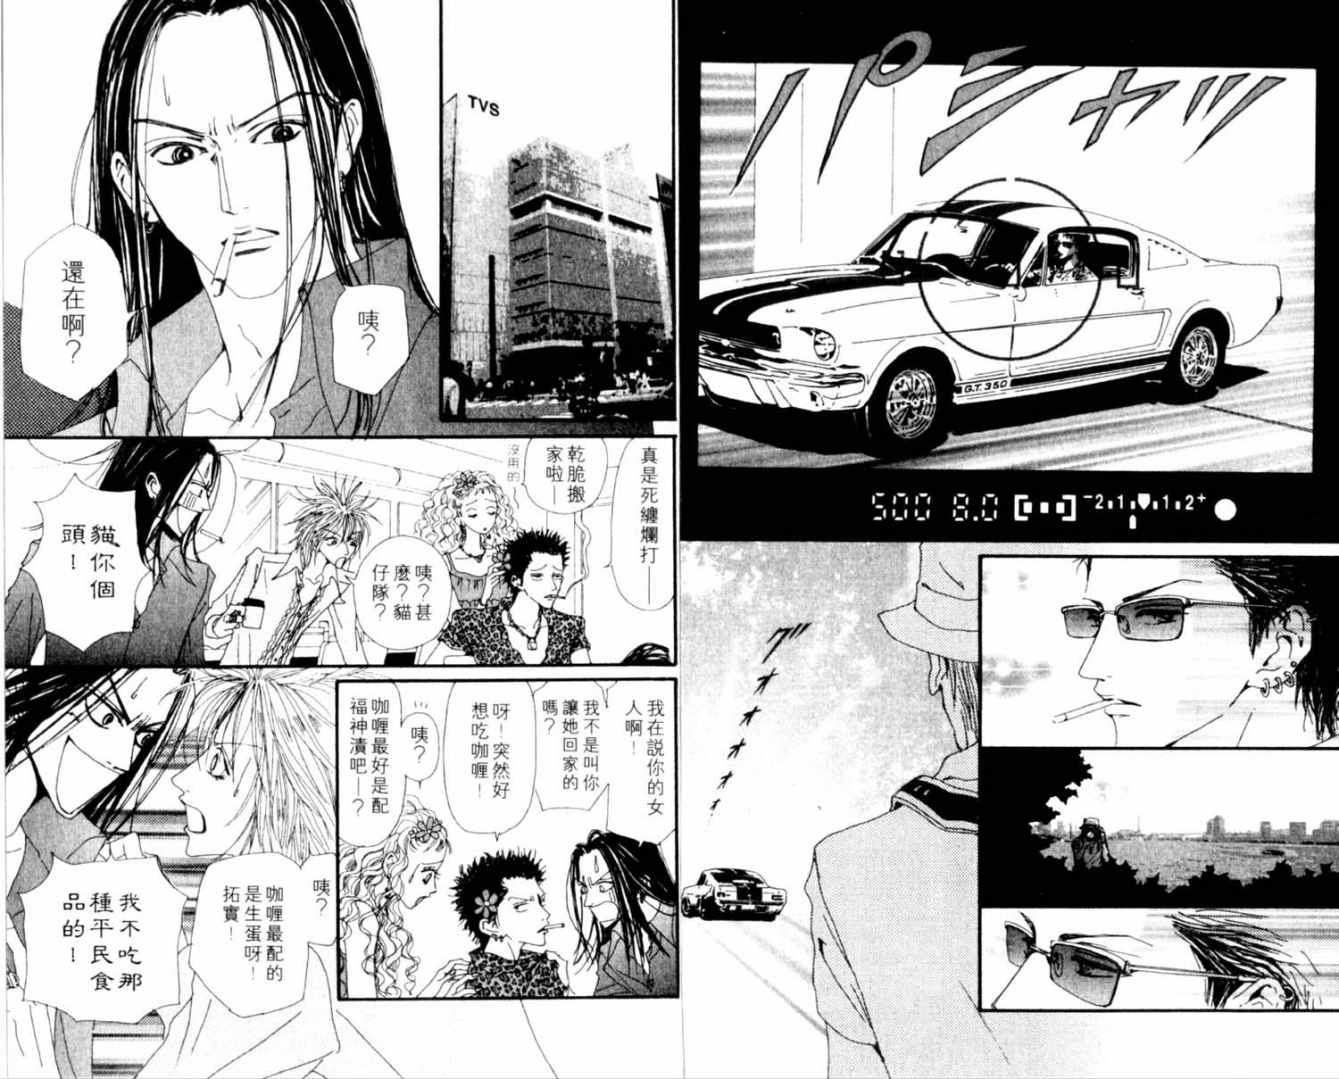 パシャッ
G.T. 350
500 8.0 [▪▪▪] -2▪1▪▪1▪2+
グオオオオ…
TVS
咦？
還在啊？
真是死纏爛打—
乾脆搬
家啦—
沒用的
咦？甚
麼？貓
仔隊？
貓你個
頭！
我在說你的女
人啊！
我不是叫你
讓她回家的
嗎？
呀！突然好
想吃咖喱！
咦？
咖喱最好是配
福神漬吧—？
咦？
咖喱最配的
是生蛋呀！
拓實！
我不吃那
種平民食
品的！